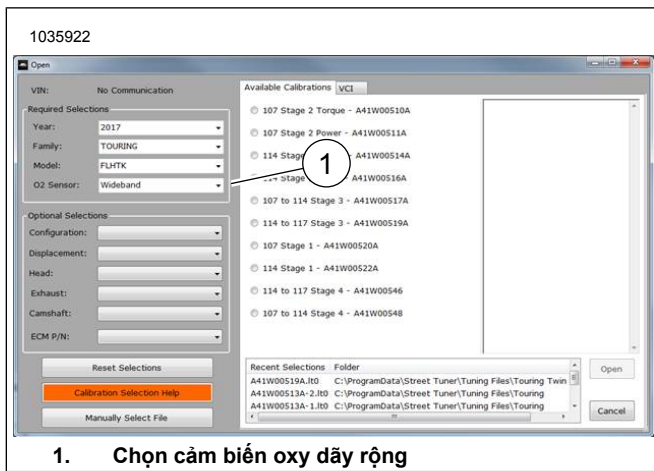 1035922
Open
VIN: No Communication
Required Selections
Year: 2017
Family: TOURING
Model: FLHTK
O2 Sensor: Wideband
Optional Selections
Configuration:
Displacement:
Head:
Exhaust:
Camshaft:
ECM P/N:
Reset Selections
Calibration Selection Help
Manually Select File
Available Calibrations VCI
107 Stage 2 Torque - A41W00510A
107 Stage 2 Power - A41W00511A
114 Stage - A41W00514A
114 Stage A41W00516A
107 to 114 Stage 3 - A41W00517A
114 to 117 Stage 3 - A41W00519A
107 Stage 1 - A41W00520A
114 Stage 1 - A41W00522A
114 to 117 Stage 4 - A41W00546
107 to 114 Stage 4 - A41W00548
1
Recent Selections Folder
A41W00519A.lt0 C:\ProgramData\Street Tuner\Tuning Files\Touring Twin
A41W00513A-2.lt0 C:\ProgramData\Street Tuner\Tuning Files\Touring
A41W00513A-1.lt0 C:\ProgramData\Street Tuner\Tuning Files\Touring
Open
Cancel
1. Chọn cảm biến oxy dãy rộng